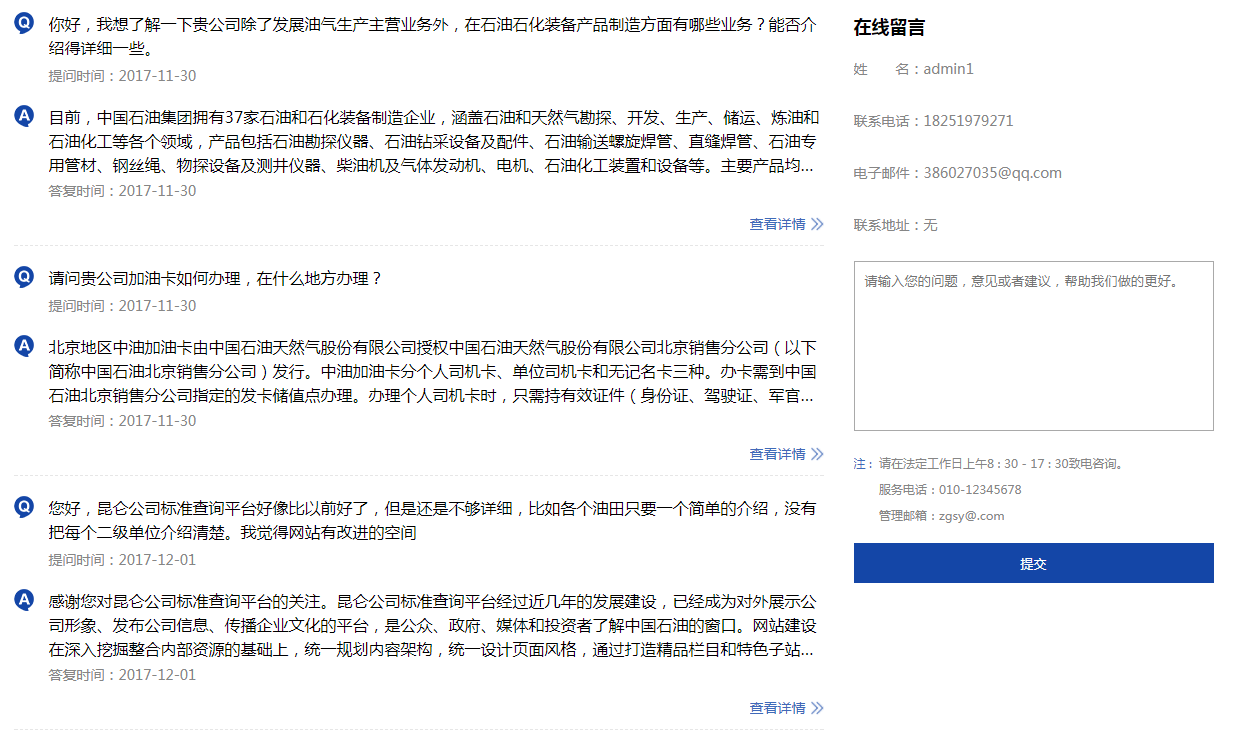 Q 你好，我想了解一下贵公司除了发展油气生产主营业务外，在石油石化装备产品制造方面有哪些业务？能否介
绍得详细一些。
提问时间：2017-11-30
A 目前，中国石油集团拥有37家石油和石化装备制造企业，涵盖石油和天然气勘探、开发、生产、储运、炼油和
石油化工等各个领域，产品包括石油勘探仪器、石油钻采设备及配件、石油输送螺旋焊管、直缝焊管、石油专
用管材、钢丝绳、物探设备及测井仪器、柴油机及气体发动机、电机、石油化工装置和设备等。主要产品均...
答复时间：2017-11-30
查看详情
Q 请问贵公司加油卡如何办理，在什么地方办理？
提问时间：2017-11-30
A 北京地区中油加油卡由中国石油天然气股份有限公司授权中国石油天然气股份有限公司北京销售分公司（以下
简称中国石油北京销售分公司）发行。中油加油卡分个人司机卡、单位司机卡和无记名卡三种。办卡需到中国
石油北京销售分公司指定的发卡储值点办理。办理个人司机卡时，只需持有效证件（身份证、驾驶证、军官...
答复时间：2017-11-30
查看详情
Q 您好，昆仑公司标准查询平台好像比以前好了，但是还是不够详细，比如各个油田只要一个简单的介绍，没有
把每个二级单位介绍清楚。我觉得网站有改进的空间
提问时间：2017-12-01
A 感谢您对昆仑公司标准查询平台的关注。昆仑公司标准查询平台经过近几年的发展建设，已经成为对外展示公
司形象、发布公司信息、传播企业文化的平台，是公众、政府、媒体和投资者了解中国石油的窗口。网站建设
在深入挖掘整合内部资源的基础上，统一规划内容架构，统一设计页面风格，通过打造精品栏目和特色子站...
答复时间：2017-12-01
查看详情
在线留言
姓　　名：admin1
联系电话：18251979271
电子邮件：386027035@qq.com
联系地址：无
请输入您的问题，意见或者建议，帮助我们做的更好。
注： 请在法定工作日上午8 : 30 - 17 : 30致电咨询。
服务电话：010-12345678
管理邮箱：zgsy@.com
提交